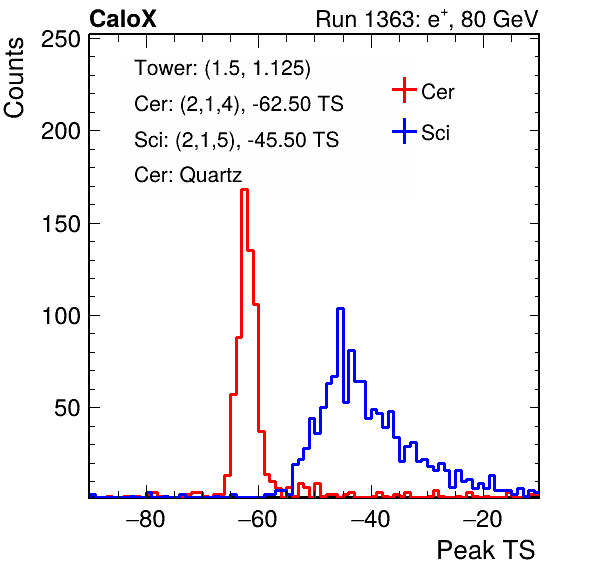 CaloX Run 1363: e⁺, 80 GeV
Counts
250
200
150
100
50
Tower: (1.5, 1.125)
Cer: (2,1,4), -62.50 TS
Sci: (2,1,5), -45.50 TS
Cer: Quartz
Cer
Sci
−80 −60 −40 −20
Peak TS